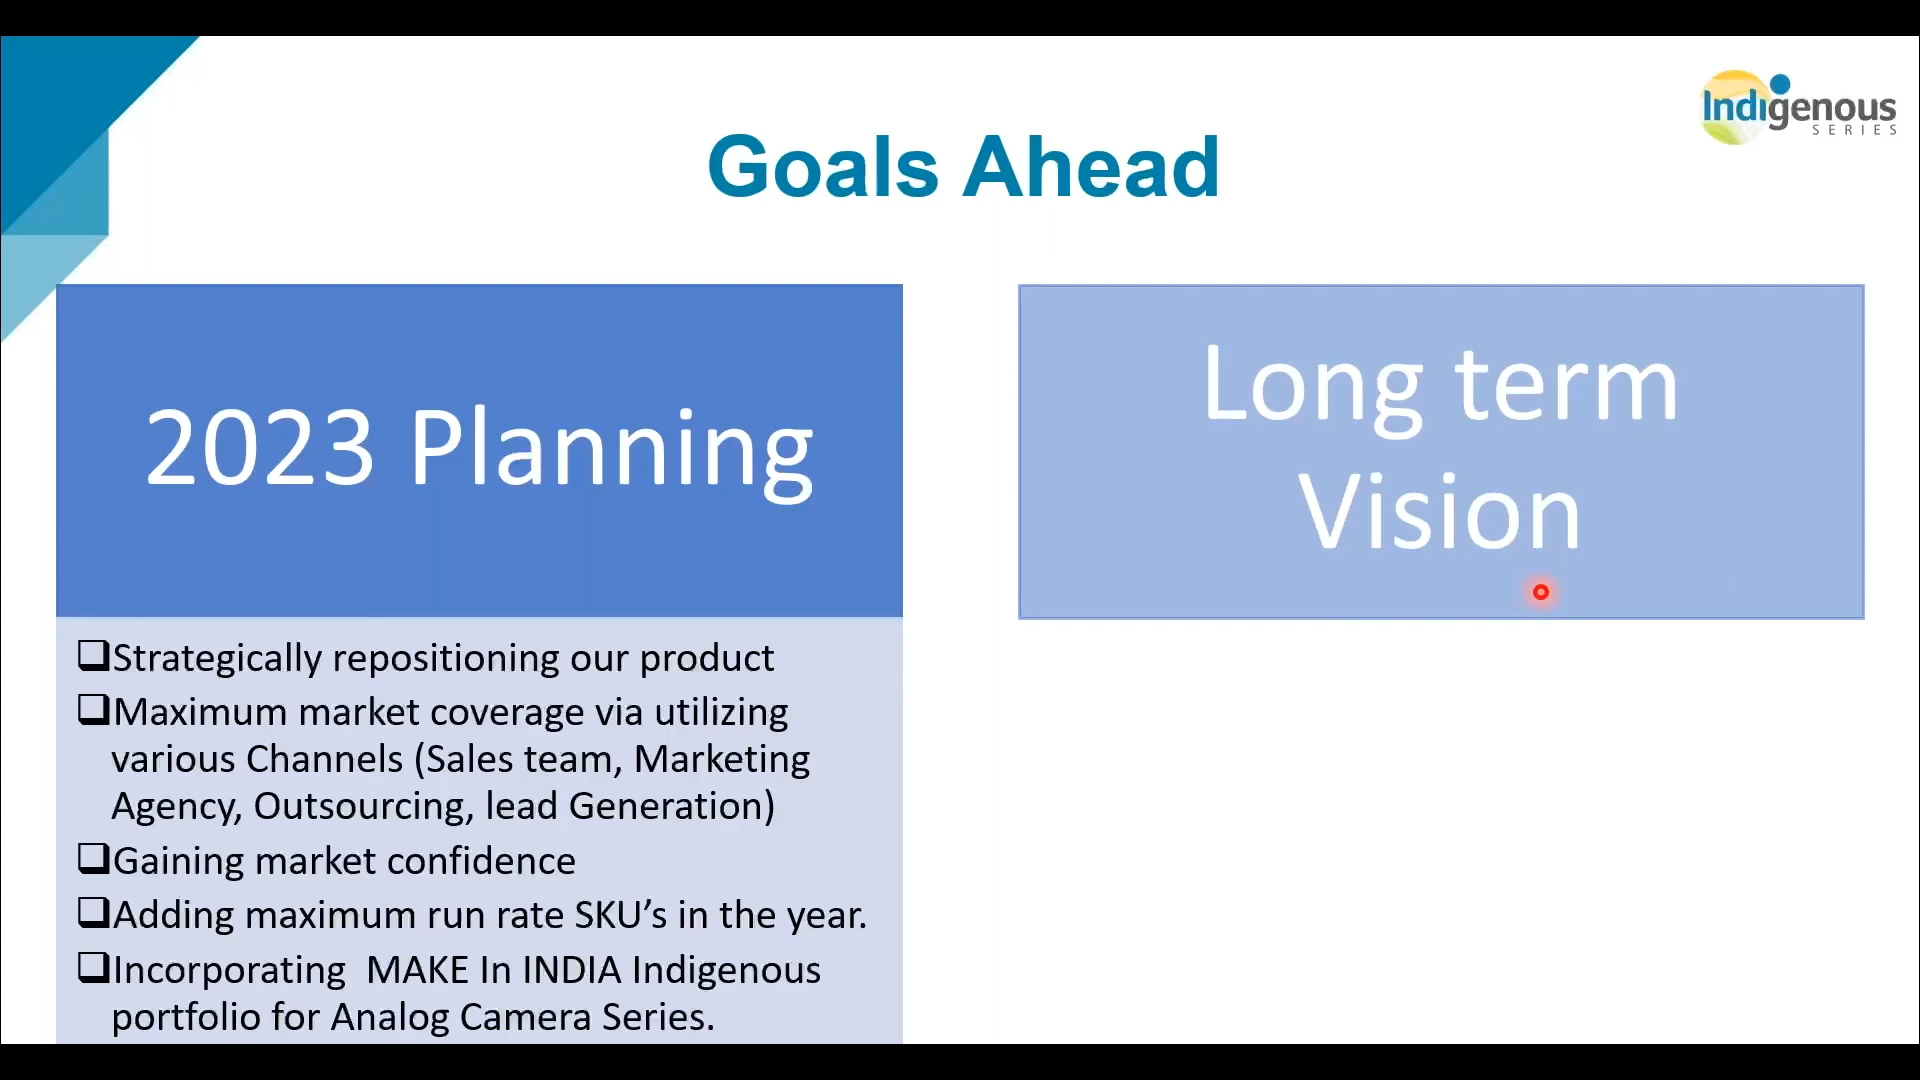 Indigenous
SERIES
Goals Ahead
2023 Planning
❑Strategically repositioning our product
❑Maximum market coverage via utilizing
various Channels (Sales team, Marketing
Agency, Outsourcing, lead Generation)
❑Gaining market confidence
❑Adding maximum run rate SKU’s in the year.
❑Incorporating  MAKE In INDIA Indigenous
portfolio for Analog Camera Series.
Long term
Vision